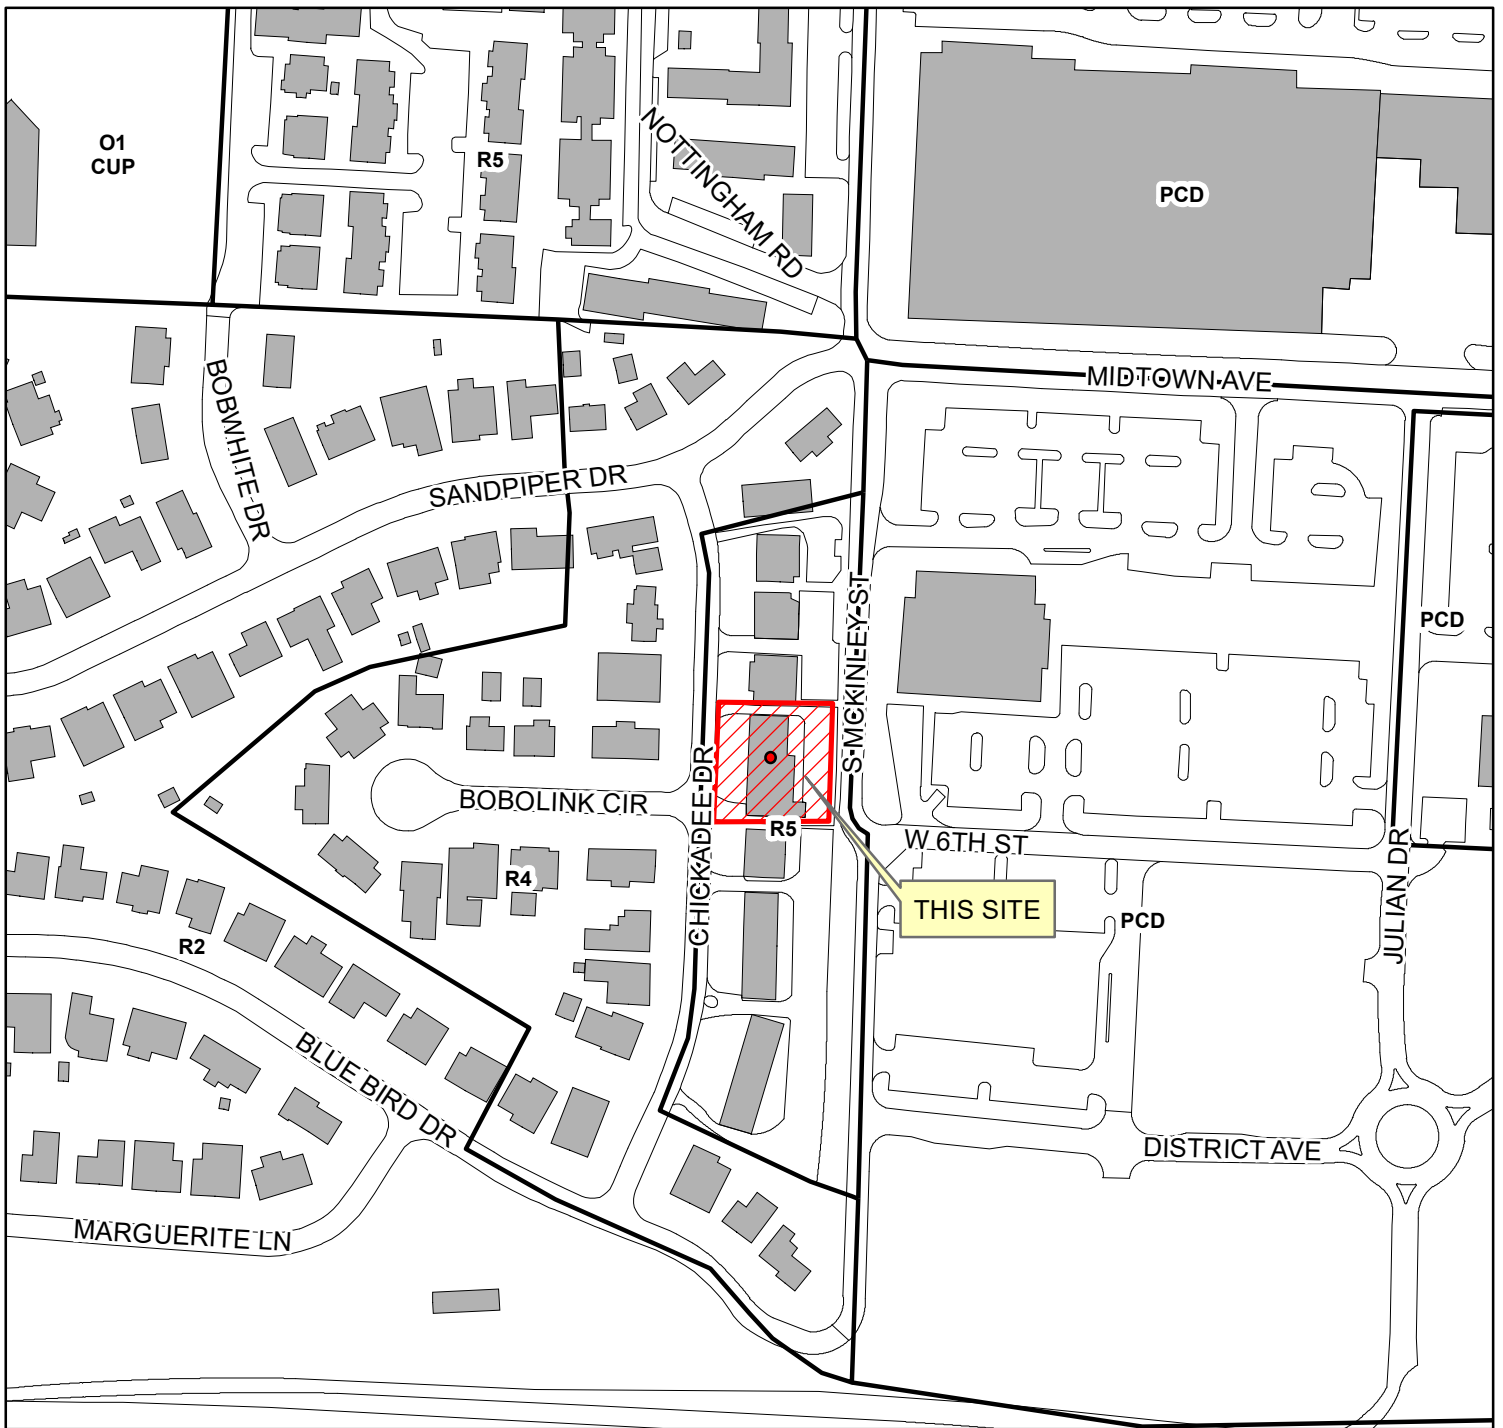 O1
CUP
R5
NOTTINGHAM RD
PCD
MIDTOWN AVE
BOBWHITE DR
SANDPIPER DR
S MCKINLEY ST
PCD
CHICKADEE DR
BOBOLINK CIR
R5
W 6TH ST
JULIAN DR
R4
THIS SITE
PCD
R2
BLUE BIRD DR
DISTRICT AVE
MARGUERITE LN